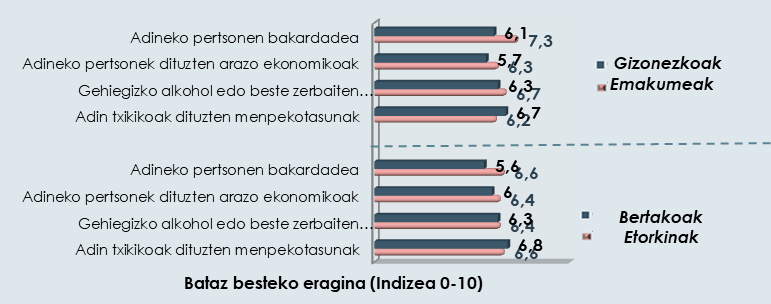 Adineko pertsonen bakardadea 6,1 7,3
Adineko pertsonek dituzten arazo ekonomikoak 5,7 6,3
Gehiegizko alkohol edo beste zerbaiten… 6,3 6,7
Adin txikikoak dituzten menpekotasunak 6,7 6,2
Gizonezkoak
Emakumeak
Adineko pertsonen bakardadea 5,6 6,6
Adineko pertsonek dituzten arazo ekonomikoak 6 6,4
Gehiegizko alkohol edo beste zerbaiten… 6,3 6,4
Adin txikikoak dituzten menpekotasunak 6,8 6,6
Bertakoak
Etorkinak
Bataz besteko eragina (Indizea 0-10)